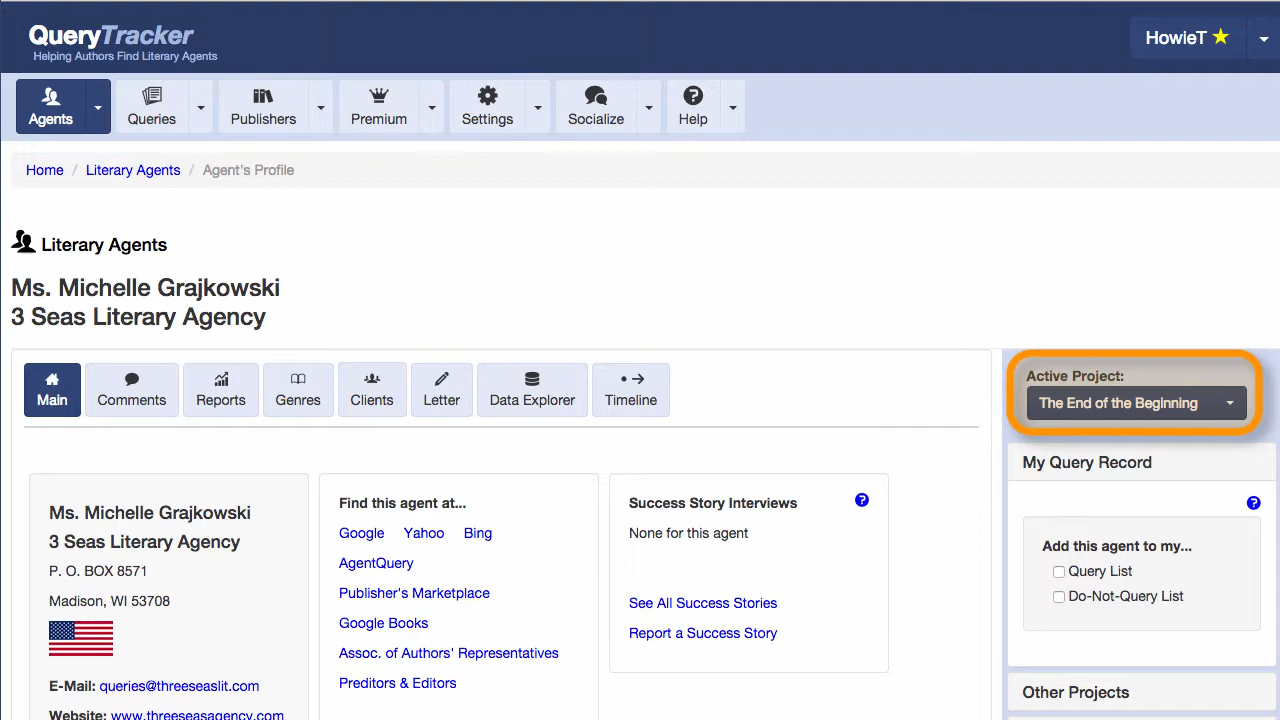 QueryTracker
Helping Authors Find Literary Agents
HowieT
Agents
Queries
Publishers
Premium
Settings
Socialize
Help
Home / Literary Agents / Agent's Profile
Literary Agents
Ms. Michelle Grajkowski
3 Seas Literary Agency
Main
Comments
Reports
Genres
Clients
Letter
Data Explorer
Timeline
Ms. Michelle Grajkowski
3 Seas Literary Agency
P. O. BOX 8571
Madison, WI 53708
E-Mail: queries@threeseaslit.com
Website: www.threeseasagency.com
Find this agent at...
Google Yahoo Bing
AgentQuery
Publisher's Marketplace
Google Books
Assoc. of Authors' Representatives
Preditors & Editors
Success Story Interviews
None for this agent
See All Success Stories
Report a Success Story
Active Project:
The End of the Beginning
My Query Record
Add this agent to my...
Query List
Do-Not-Query List
Other Projects